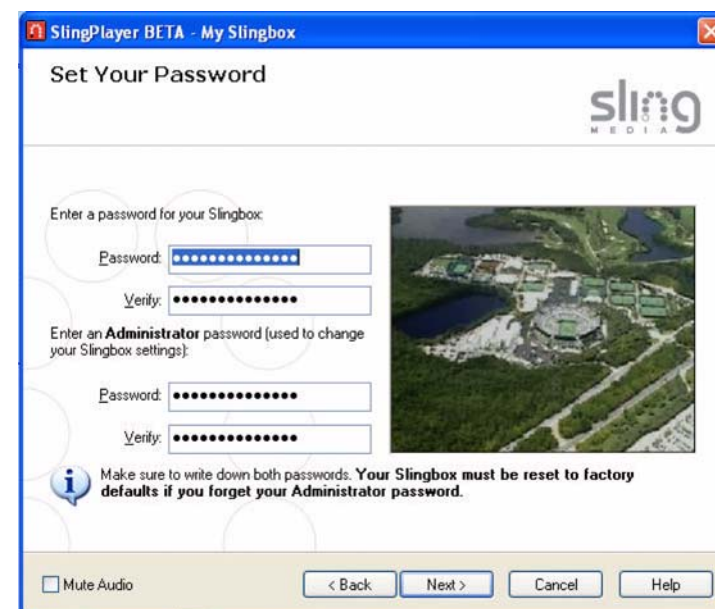 SlingPlayer BETA - My Slingbox
Set Your Password
sling
MEDIA
Enter a password for your Slingbox:
Password: ●●●●●●●●●●●●●●
Verify: ●●●●●●●●●●●●●●
Enter an Administrator password (used to change
your Slingbox settings):
Password: ●●●●●●●●●●●●●●
Verify: ●●●●●●●●●●●●●●
Make sure to write down both passwords. Your Slingbox must be reset to factory
defaults if you forget your Administrator password.
Mute Audio
< Back
Next >
Cancel
Help